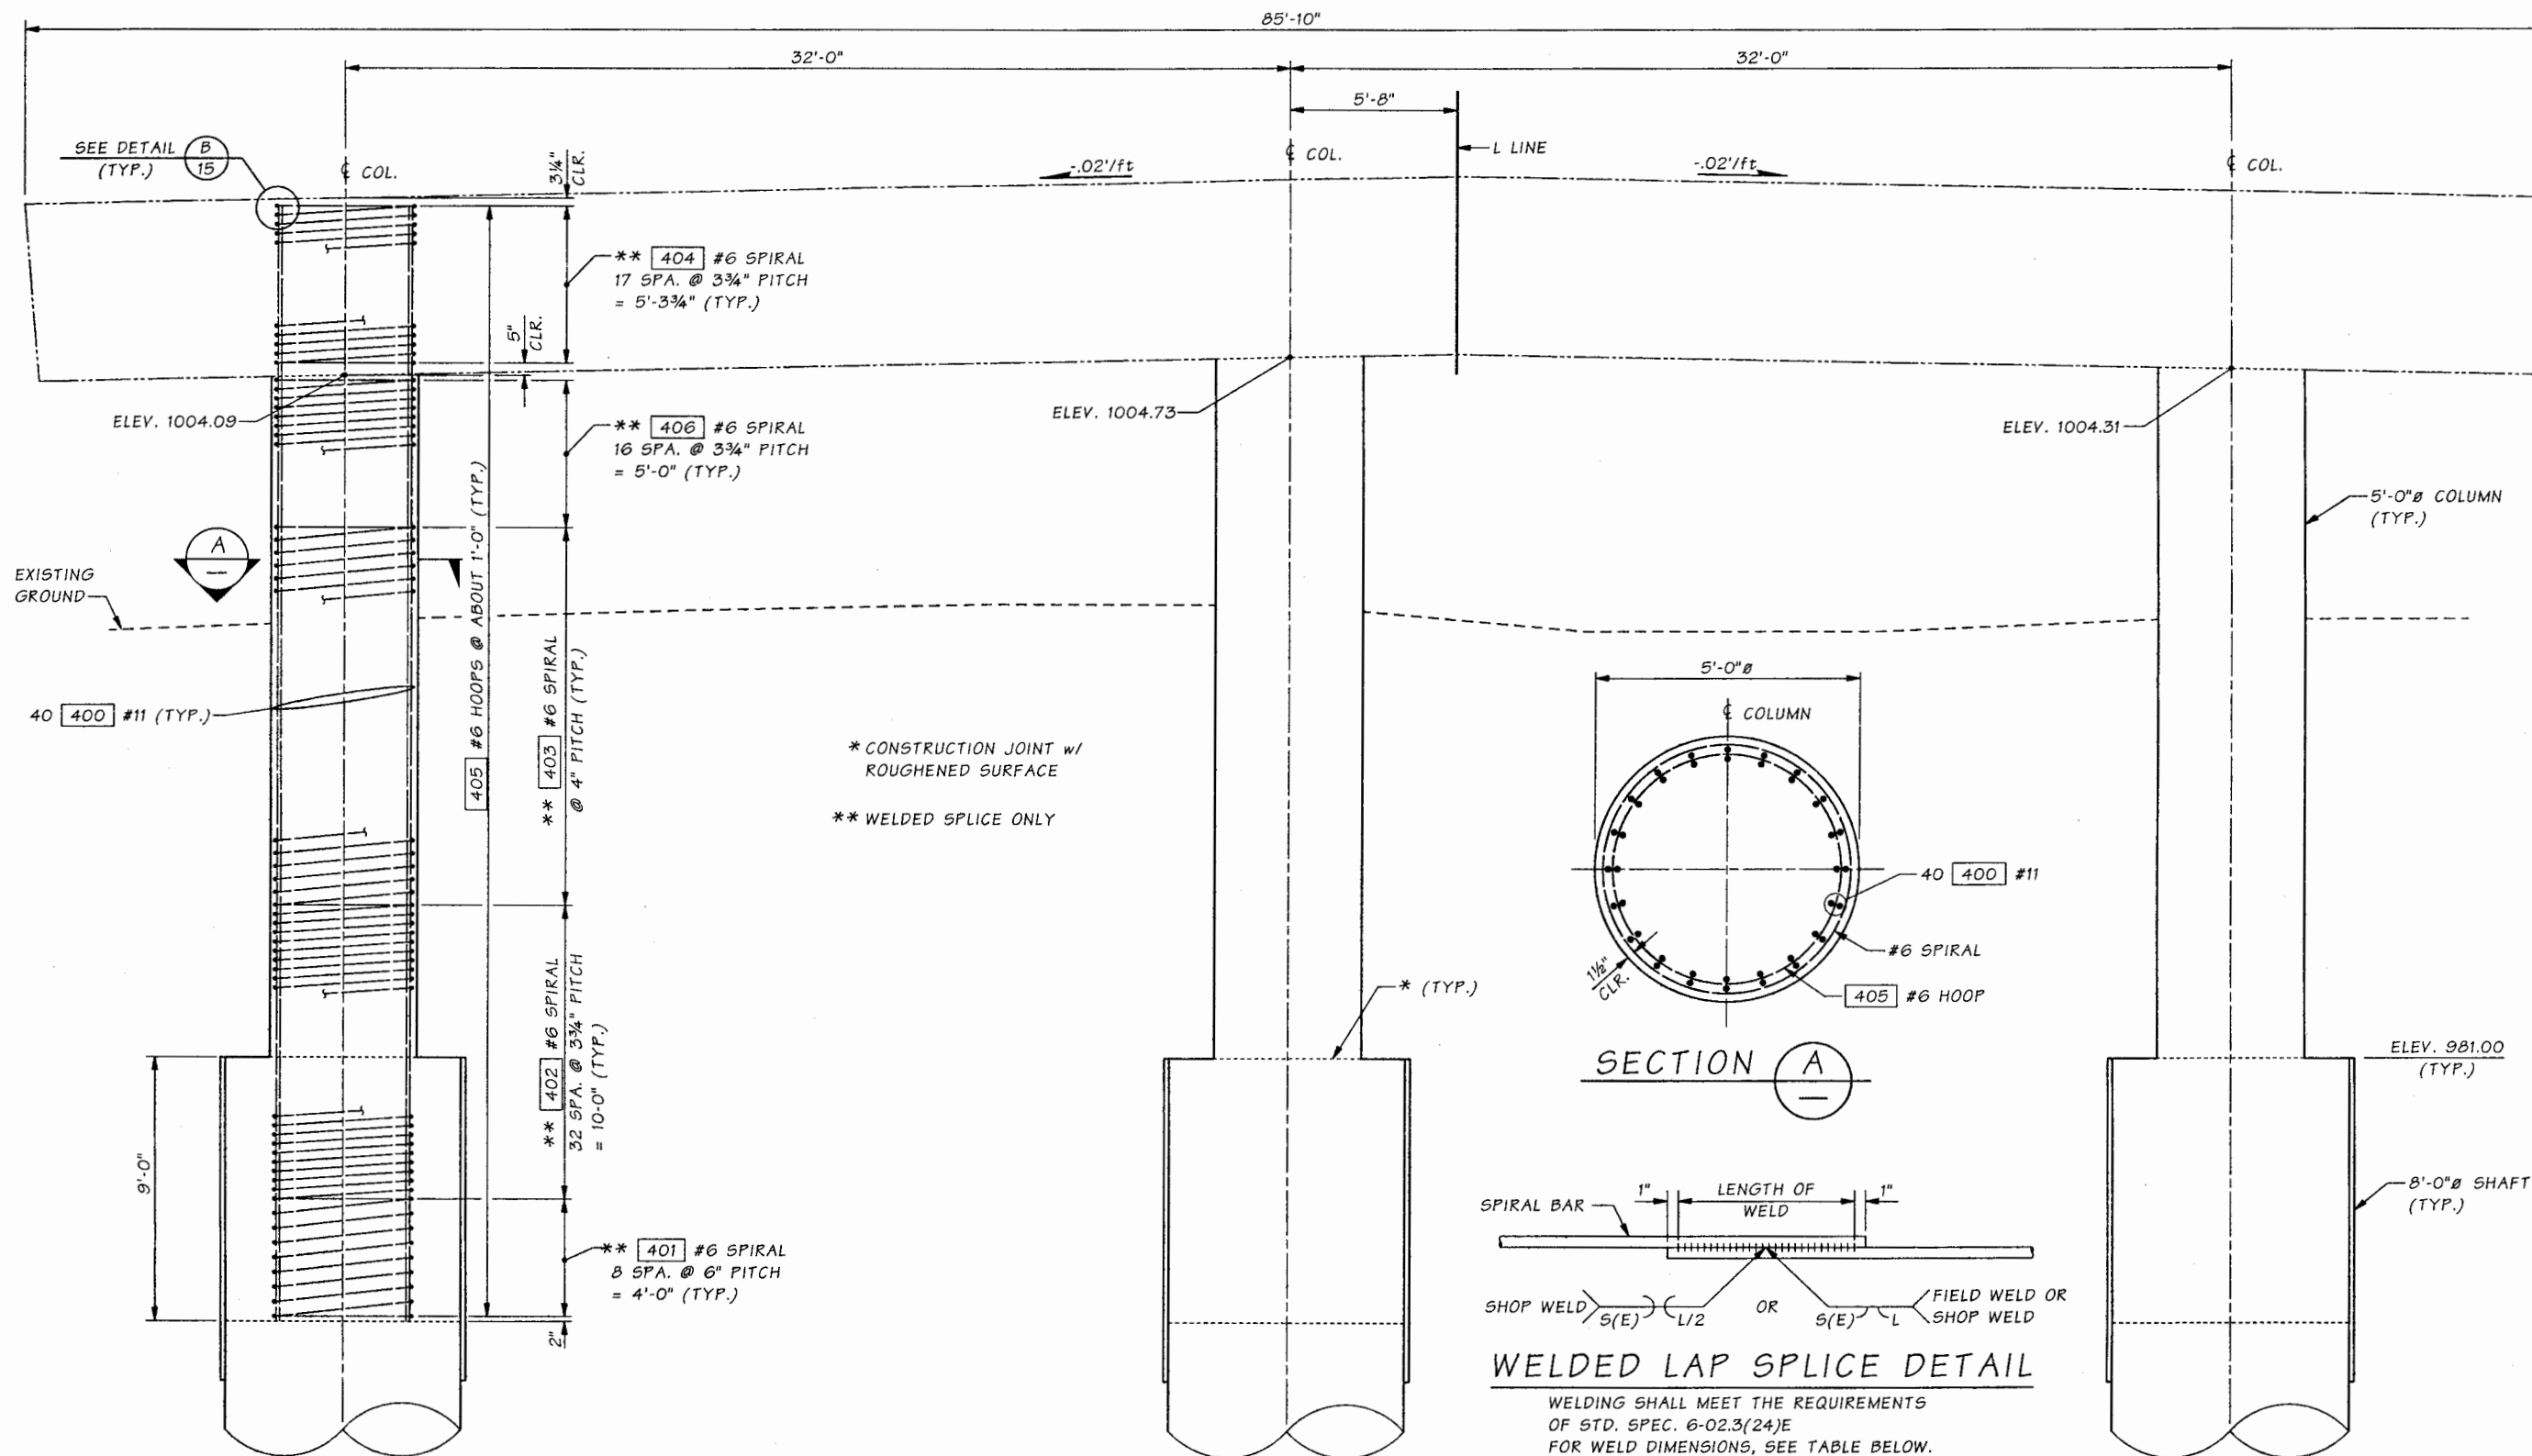 85'-10"
32'-0"
32'-0"
5'-8"
SEE DETAIL
(TYP.)
B
15
℄ COL.
3¼"
CLR.
-.02'/ft
℄ COL.
L LINE
-.02'/ft
℄ COL.
** 404 #6 SPIRAL
17 SPA. @ 3¾" PITCH
= 5'-3¾" (TYP.)
5"
CLR.
ELEV. 1004.09
ELEV. 1004.73
ELEV. 1004.31
** 406 #6 SPIRAL
16 SPA. @ 3¾" PITCH
= 5'-0" (TYP.)
5'-0"ø COLUMN
(TYP.)
A
EXISTING
GROUND
405 #6 HOOPS @ ABOUT 1'-0" (TYP.)
** 403 #6 SPIRAL
@ 4" PITCH (TYP.)
40 400 #11 (TYP.)
* CONSTRUCTION JOINT w/
ROUGHENED SURFACE
** WELDED SPLICE ONLY
5'-0"ø
℄ COLUMN
40 400 #11
#6 SPIRAL
1½"
CLR.
405 #6 HOOP
SECTION A
* (TYP.)
ELEV. 981.00
(TYP.)
** 402 #6 SPIRAL
32 SPA. @ 3¾" PITCH
= 10-0" (TYP.)
9'-0"
** 401 #6 SPIRAL
8 SPA. @ 6" PITCH
= 4'-0" (TYP.)
2"
8'-0"ø SHAFT
(TYP.)
1"
LENGTH OF
WELD
1"
SPIRAL BAR
SHOP WELD
S(E)
L/2
OR
S(E)
L
FIELD WELD OR
SHOP WELD
WELDED LAP SPLICE DETAIL
WELDING SHALL MEET THE REQUIREMENTS
OF STD. SPEC. 6-02.3(24)E
FOR WELD DIMENSIONS, SEE TABLE BELOW.